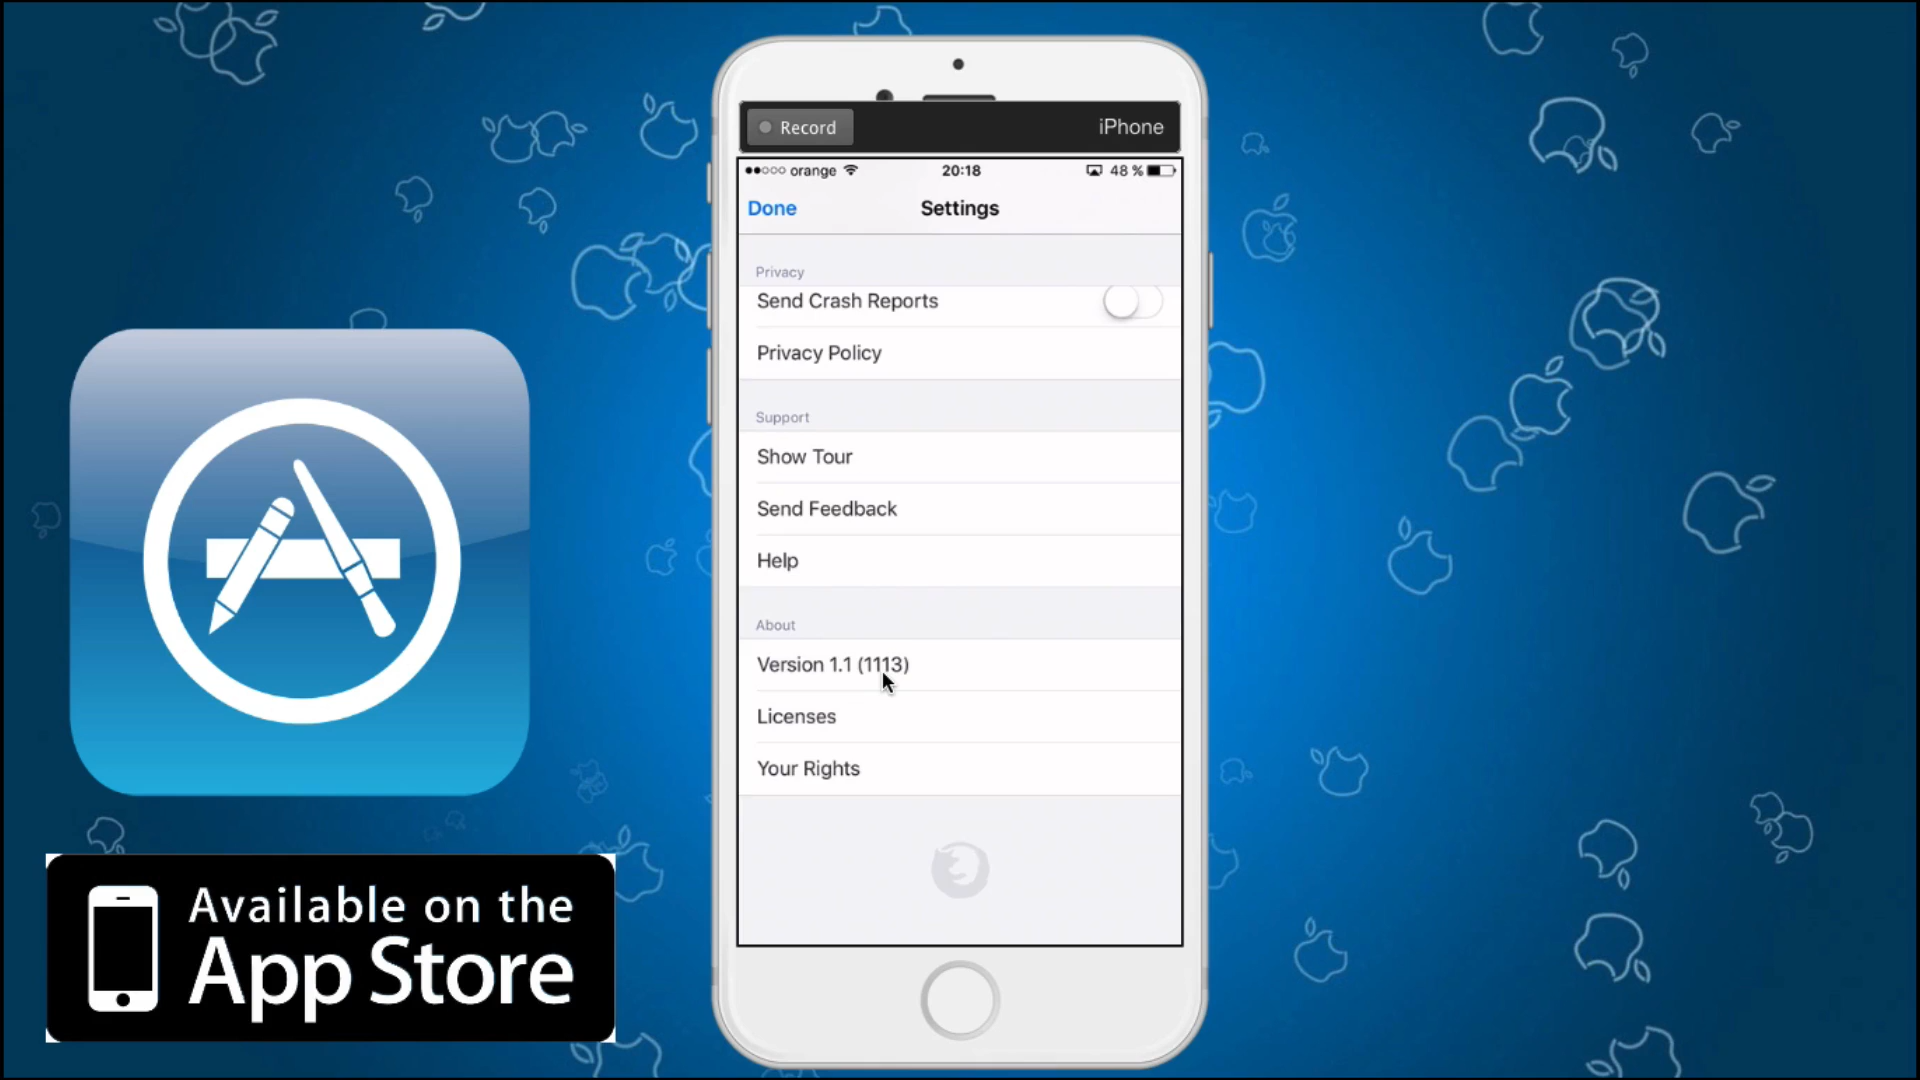 Record
iPhone
orange
20:18
48 %
Done
Settings
Privacy
Send Crash Reports
Privacy Policy
Support
Show Tour
Send Feedback
Help
About
Version 1.1 (1113)
Licenses
Your Rights
Available on the
App Store